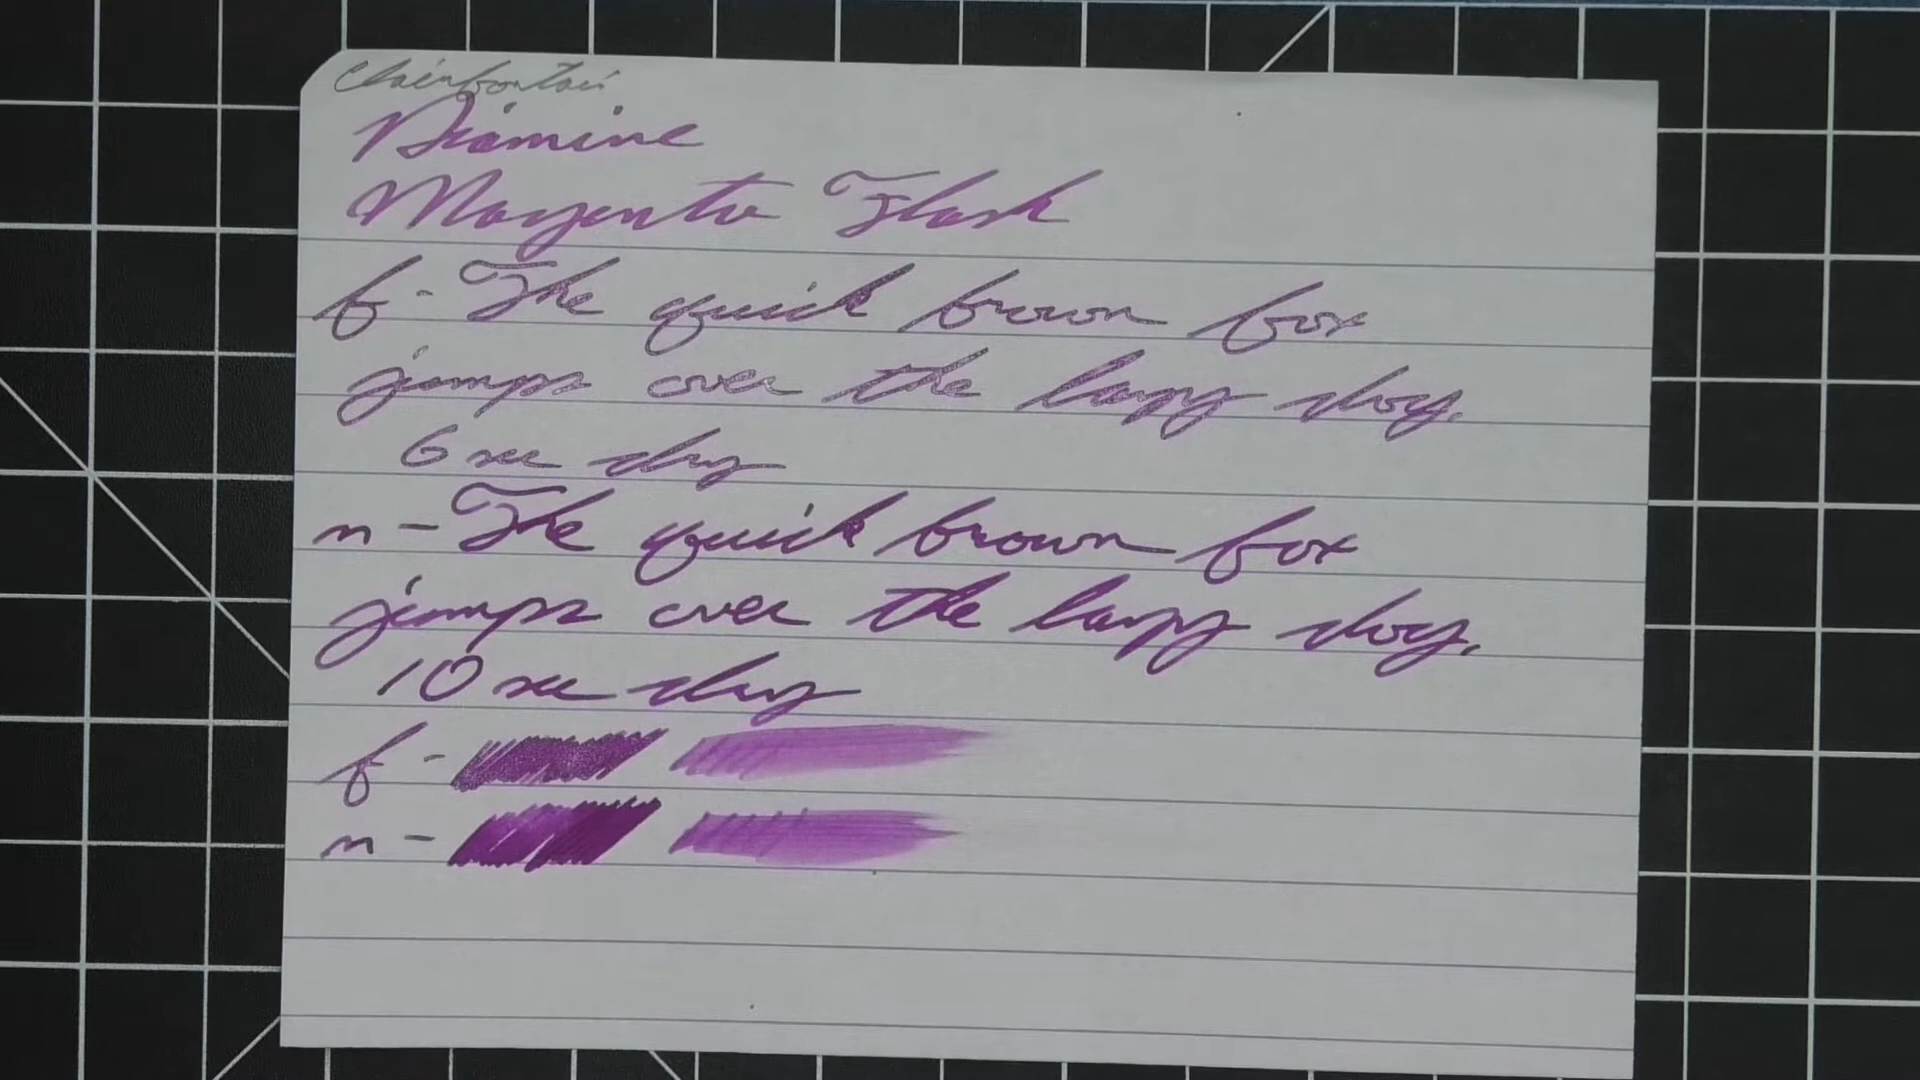 Clairfontai
Diamine
Magenta Flash
f - The quick brown fox
jumps over the lazy dog.
6 sec dry
m - The quick brown fox
jumps over the lazy dog.
10 sec dry
f -
m -